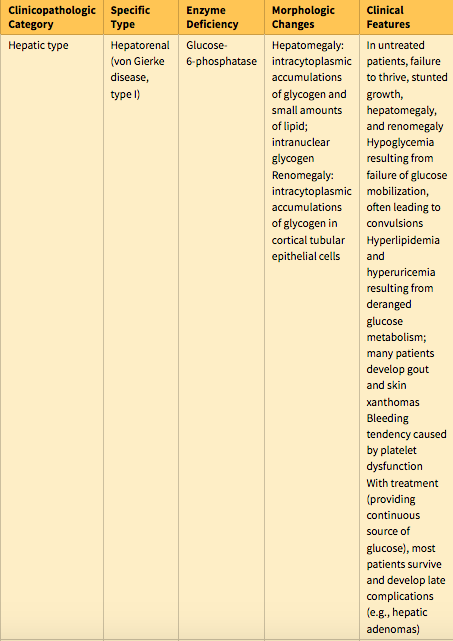 Clinicopathologic
Category
Specific
Type
Enzyme
Deficiency
Morphologic
Changes
Clinical
Features
Hepatic type
Hepatorenal
(von Gierke
disease,
type I)
Glucose-
6-phosphatase
Hepatomegaly:
intracytoplasmic
accumulations
of glycogen and
small amounts
of lipid;
intranuclear
glycogen
Renomegaly:
intracytoplasmic
accumulations
of glycogen in
cortical tubular
epithelial cells
In untreated
patients, failure
to thrive, stunted
growth,
hepatomegaly,
and renomegaly
Hypoglycemia
resulting from
failure of glucose
mobilization,
often leading to
convulsions
Hyperlipidemia
and
hyperuricemia
resulting from
deranged
glucose
metabolism;
many patients
develop gout
and skin
xanthomas
Bleeding
tendency caused
by platelet
dysfunction
With treatment
(providing
continuous
source of
glucose), most
patients survive
and develop late
complications
(e.g., hepatic
adenomas)